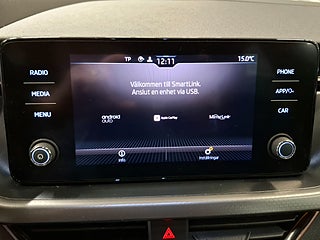 TP 12:11 15.0°C
RADIO
PHONE
Välkommen till SmartLink.
Anslut en enhet via USB.
MEDIA
APP/
MENU
CAR
android auto
Apple CarPlay
MirrorLink
Info
Inställningar